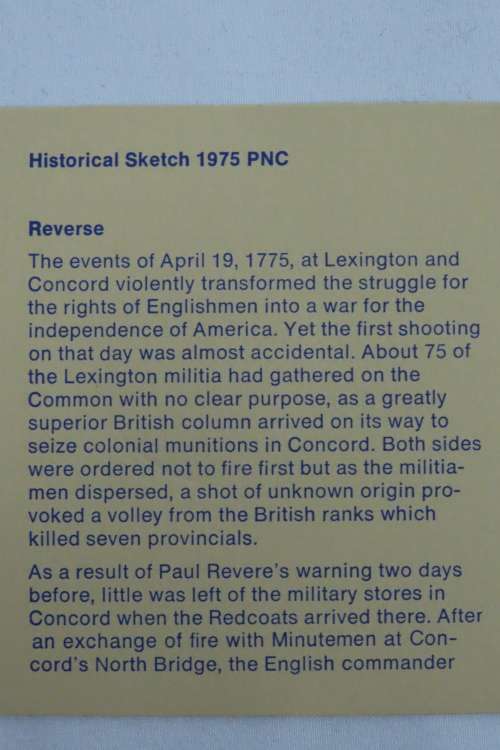 Historical Sketch 1975 PNC
Reverse
The events of April 19, 1775, at Lexington and
Concord violently transformed the struggle for
the rights of Englishmen into a war for the
independence of America. Yet the first shooting
on that day was almost accidental. About 75 of
the Lexington militia had gathered on the
Common with no clear purpose, as a greatly
superior British column arrived on its way to
seize colonial munitions in Concord. Both sides
were ordered not to fire first but as the militia-
men dispersed, a shot of unknown origin pro-
voked a volley from the British ranks which
killed seven provincials.
As a result of Paul Revere's warning two days
before, little was left of the military stores in
Concord when the Redcoats arrived there. After
an exchange of fire with Minutemen at Con-
cord's North Bridge, the English commander